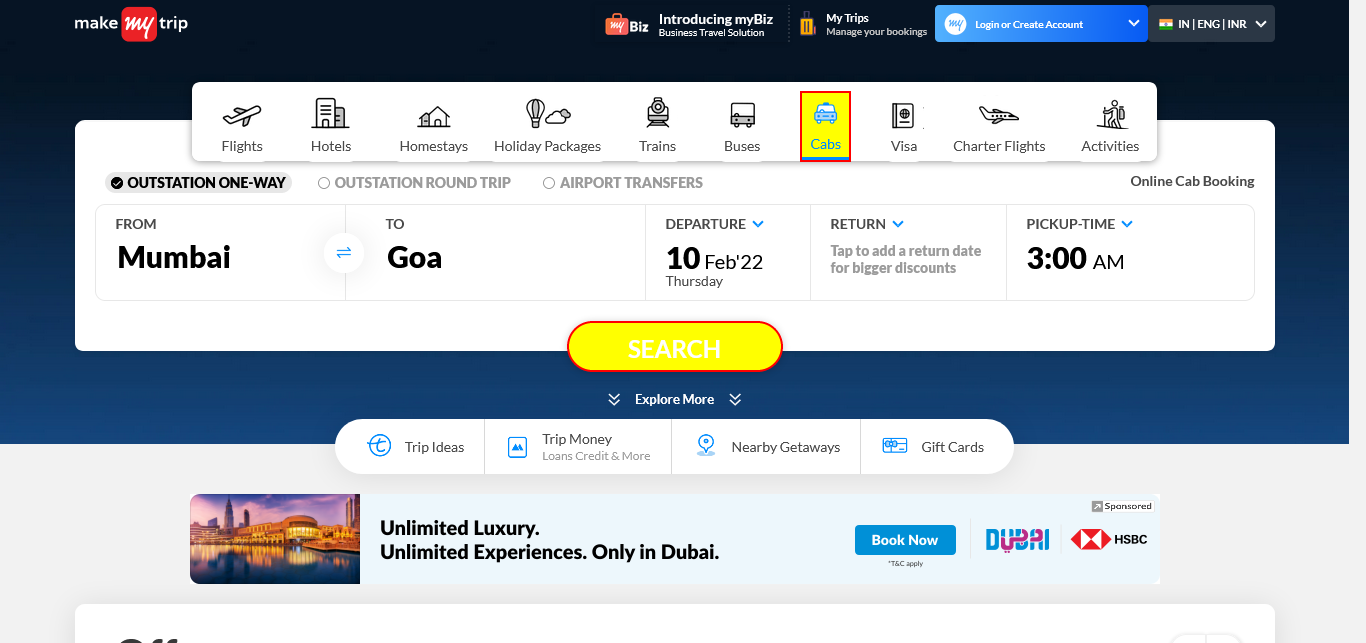 make my trip
my Biz
Introducing myBiz
Business Travel Solution
My Trips
Manage your bookings
my
Login or Create Account
IN | ENG | INR
Flights
Hotels
Homestays
Holiday Packages
Trains
Buses
Cabs
Visa
Charter Flights
Activities
OUTSTATION ONE-WAY
OUTSTATION ROUND TRIP
AIRPORT TRANSFERS
Online Cab Booking
FROM
Mumbai
TO
Goa
DEPARTURE
10 Feb'22
Thursday
RETURN
Tap to add a return date
for bigger discounts
PICKUP-TIME
3:00 AM
SEARCH
Explore More
Trip Ideas
Trip Money
Loans Credit & More
Nearby Getaways
Gift Cards
Sponsored
Unlimited Luxury.
Unlimited Experiences. Only in Dubai.
Book Now
*T&C apply
DUBAI
HSBC